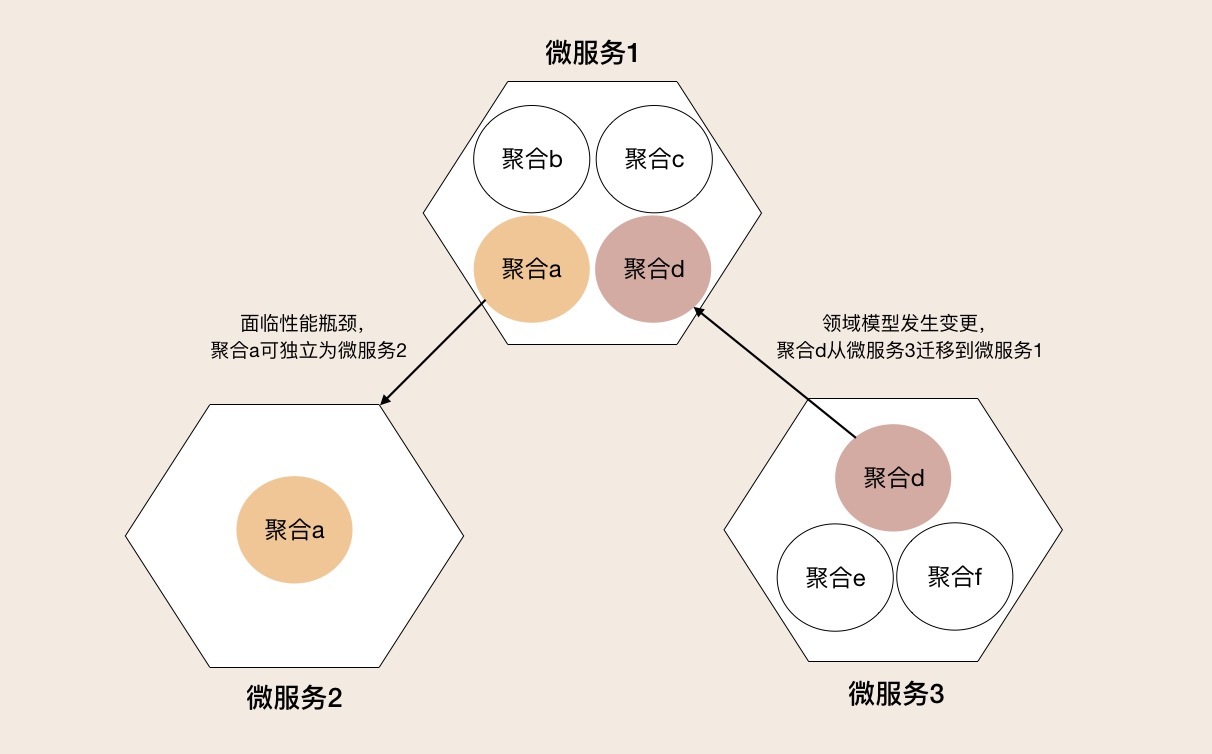 微服务1
聚合b
聚合c
聚合a
聚合d
面临性能瓶颈，
聚合a可独立为微服务2
领域模型发生变更，
聚合d从微服务3迁移到微服务1
聚合a
聚合d
聚合e
聚合f
微服务2
微服务3